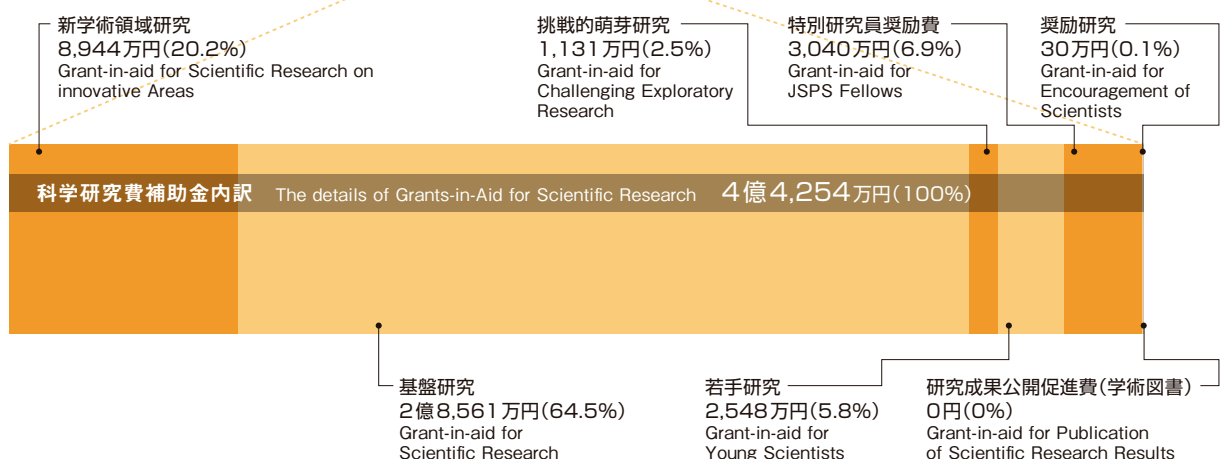 新学術領域研究
8,944万円(20.2%)
Grant-in-aid for Scientific Research on
innovative Areas
挑戦的萌芽研究
1,131万円(2.5%)
Grant-in-aid for
Challenging Exploratory
Research
特別研究員奨励費
3,040万円(6.9%)
Grant-in-aid for
JSPS Fellows
奨励研究
30万円(0.1%)
Grant-in-aid for
Encouragement of
Scientists
科学研究費補助金内訳 The details of Grants-in-Aid for Scientific Research 4億4,254万円(100%)
基盤研究
2億8,561万円(64.5%)
Grant-in-aid for
Scientific Research
若手研究
2,548万円(5.8%)
Grant-in-aid for
Young Scientists
研究成果公開促進費(学術図書)
0円(0%)
Grant-in-aid for Publication
of Scientific Research Results